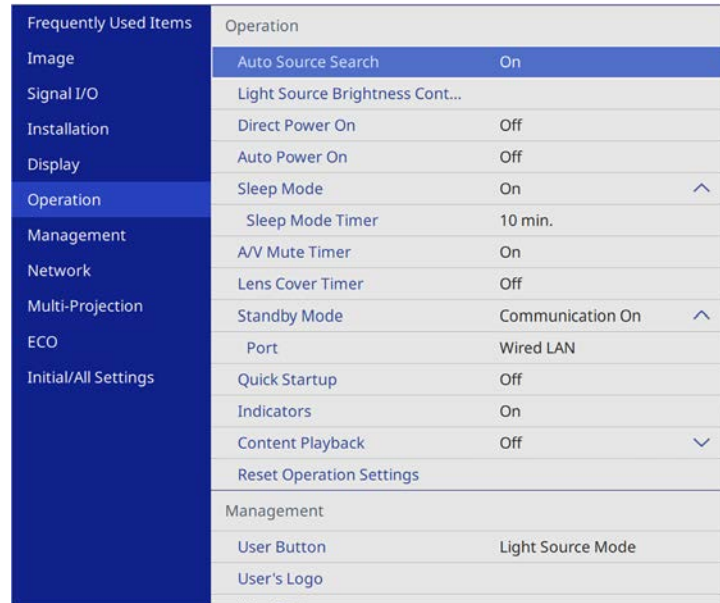 Frequently Used Items
Image
Signal I/O
Installation
Display
Operation
Management
Network
Multi-Projection
ECO
Initial/All Settings
Operation
Auto Source Search On
Light Source Brightness Cont...
Direct Power On Off
Auto Power On Off
Sleep Mode On
Sleep Mode Timer 10 min.
A/V Mute Timer On
Lens Cover Timer Off
Standby Mode Communication On
Port Wired LAN
Quick Startup Off
Indicators On
Content Playback Off
Reset Operation Settings
Management
User Button Light Source Mode
User's Logo